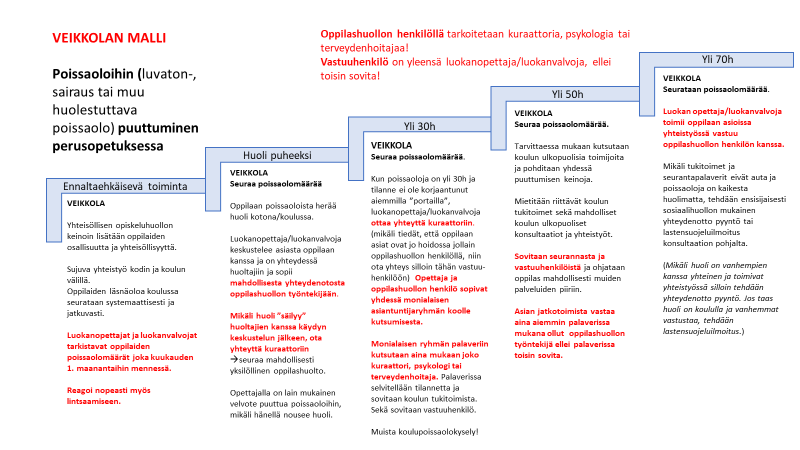 VEIKKOLAN MALLI
Poissaoloihin (luvaton-,
sairaus tai muu
huolestuttava
poissaolo) puuttuminen
perusopetuksessa
Oppilashuollon henkilöllä tarkoitetaan kuraattoria, psykologia tai
terveydenhoitajaa!
Vastuuhenkilö on yleensä luokanopettaja/luokanvalvoja, ellei
toisin sovita!
Ennaltaehkäisevä toiminta
VEIKKOLA
Yhteisöllisen opiskeluhuollon
keinoin lisätään oppilaiden
osallisuutta ja yhteisöllisyyttä.
Sujuva yhteistyö kodin ja koulun
välillä.
Oppilaiden läsnäoloa koulussa
seurataan systemaattisesti ja
jatkuvasti.
Luokanopettajat ja luokanvalvojat
tarkistavat oppilaiden
poissaolomäärät joka kuukauden
1. maanantaihin mennessä.
Reagoi nopeasti myös
lintsaamiseen.
Huoli puheeksi
VEIKKOLA
Seuraa poissaolomäärää
Oppilaan poissaoloista herää
huoli kotona/koulussa.
Luokanopettaja/luokanvalvoja
keskustelee asiasta oppilaan
kanssa ja on yhteydessä
huoltajiin ja sopii
mahdollisesta yhteydenotosta
oppilashuollon työntekijään.
Mikäli huoli ”säilyy”
huoltajien kanssa käydyn
keskustelun jälkeen, ota
yhteyttä kuraattoriin
→seuraa mahdollisesti
yksilöllinen oppilashuolto.
Opettajalla on lain mukainen
velvote puuttua poissaoloihin,
mikäli hänellä nousee huoli.
Yli 30h
VEIKKOLA
Seuraa poissaolomäärää.
Kun poissaoloja on yli 30h ja
tilanne ei ole korjaantunut
aiemmilla ”portailla”,
luokanopettaja/luokanvalvoja
ottaa yhteyttä kuraattoriin.
(mikäli tiedät, että oppilaan
asiat ovat jo hoidossa jollain
oppilashuollon henkilöllä, niin
ota yhteys silloin tähän vastuu-
henkilöön) Opettaja ja
oppilashuollon henkilö sopivat
yhdessä monialaisen
asiantuntijaryhmän koolle
kutsumisesta.
Monialaisen ryhmän palaveriin
kutsutaan aina mukaan joko
kuraattori, psykologi tai
terveydenhoitaja. Palaverissa
selvitellään tilannetta ja
sovitaan koulun tukitoimista.
Sekä sovitaan vastuuhenkilö.
Muista koulupoissaolokysely!
Yli 50h
VEIKKOLA
Seuraa poissaolomäärää.
Tarvittaessa mukaan kutsutaan
koulun ulkopuolisia toimijoita
ja pohditaan yhdessä
puuttumisen keinoja.
Mietitään riittävät koulun
tukitoimet sekä mahdolliset
koulun ulkopuoliset
konsultaatiot ja yhteistyöt.
Sovitaan seurannasta ja
vastuuhenkilöistä ja ohjataan
oppilas mahdollisesti muiden
palveluiden piiriin.
Asian jatkotoimista vastaa
aina aiemmin palaverissa
mukana ollut oppilashuollon
työntekijä ellei palaverissa
toisin sovita.
Yli 70h
VEIKKOLA
Seurataan poissaolomäärää.
Luokan opettaja/luokanvalvoja
toimii oppilaan asioissa
yhteistyössä vastuu
oppilashuollon henkilön kanssa.
Mikäli tukitoimet ja
seurantapalaverit eivät auta ja
poissaoloja on kaikesta
huolimatta, tehdään ensisijaisesti
sosiaalihuollon mukainen
yhteydenotto pyyntö tai
lastensuojeluilmoitus
konsultaation pohjalta.
(Mikäli huoli on vanhempien
kanssa yhteinen ja toimivat
yhteistyössä silloin tehdään
yhteydenotto pyyntö. Jos taas
huoli on koululla ja vanhemmat
vastustaa, tehdään
lastensuojeluilmoitus.)